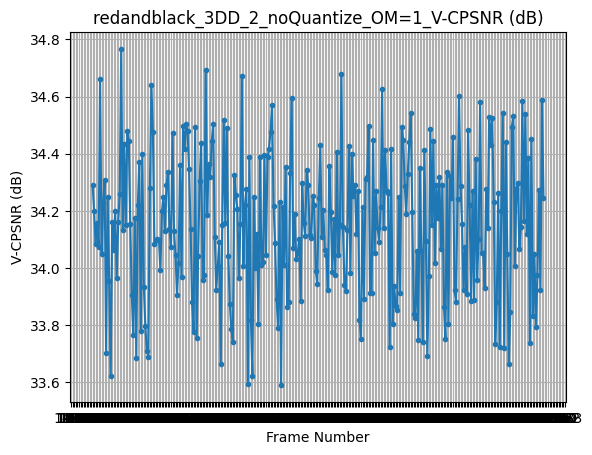 redandblack_3DD_2_noQuantize_OM=1_V-CPSNR (dB)
34.8
34.6
34.4
34.2
34.0
33.8
33.6
V-CPSNR (dB)
Frame Number